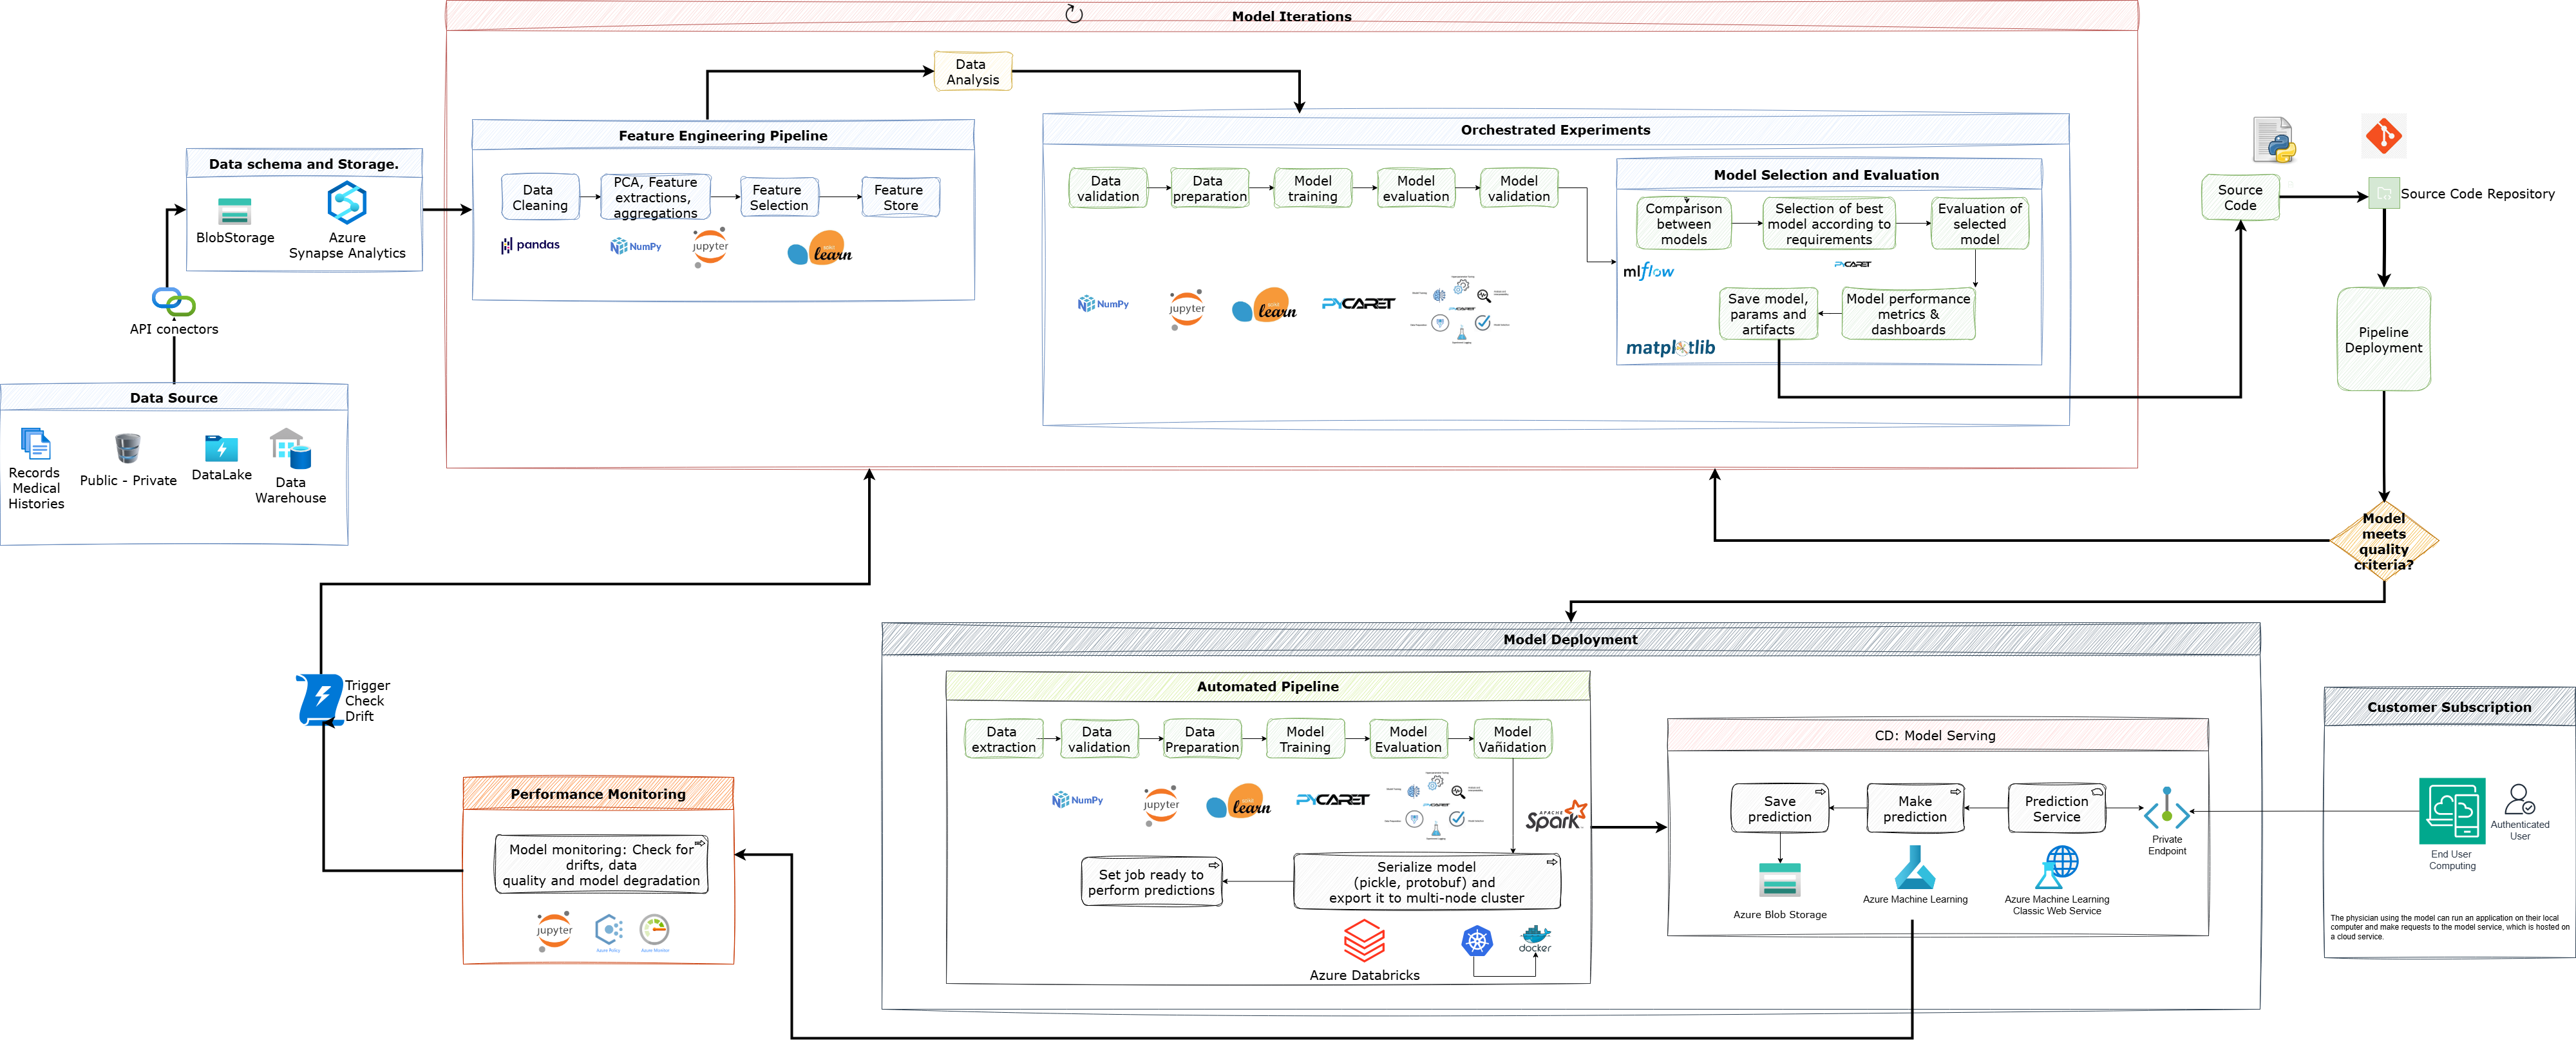 Model Iterations
Data
Analysis
Feature Engineering Pipeline
Data
Cleaning
PCA, Feature
extractions,
aggregations
Feature
Selection
Feature
Store
pandas
NumPy
jupyter
learn
Orchestrated Experiments
Data
validation
Data
preparation
Model
training
Model
evaluation
Model
validation
NumPy
jupyter
learn
PYCARET
PYCARET
Model Selection and Evaluation
Comparison
between
models
Selection of best
model according to
requirements
Evaluation of
selected
model
mlflow
PYCARET
Save model,
params and
artifacts
Model performance
metrics &
dashboards
matplotlib
Data schema and Storage.
BlobStorage
Azure
Synapse Analytics
API conectors
Data Source
Records
Medical
Histories
Public - Private
DataLake
Data
Warehouse
Source
Code
Source Code Repository
Pipeline
Deployment
Model
meets
quality
criteria?
Model Deployment
Automated Pipeline
Data
extraction
Data
validation
Data
Preparation
Model
Training
Model
Evaluation
Model
Vañidation
NumPy
jupyter
learn
PYCARET
PYCARET
APACHE
Spark
Set job ready to
perform predictions
Serialize model
(pickle, protobuf) and
export it to multi-node cluster
Azure Databricks
docker
CD: Model Serving
Save
prediction
Make
prediction
Prediction
Service
Private
Endpoint
Azure Blob Storage
Azure Machine Learning
Azure Machine Learning
Classic Web Service
Customer Subscription
End User
Computing
Authenticated
User
The physician using the model can run an application on their local
computer and make requests to the model service, which is hosted on
a cloud service.
Trigger
Check
Drift
Performance Monitoring
Model monitoring: Check for
drifts, data
quality and model degradation
jupyter
Azure Policy
Azure Monitor